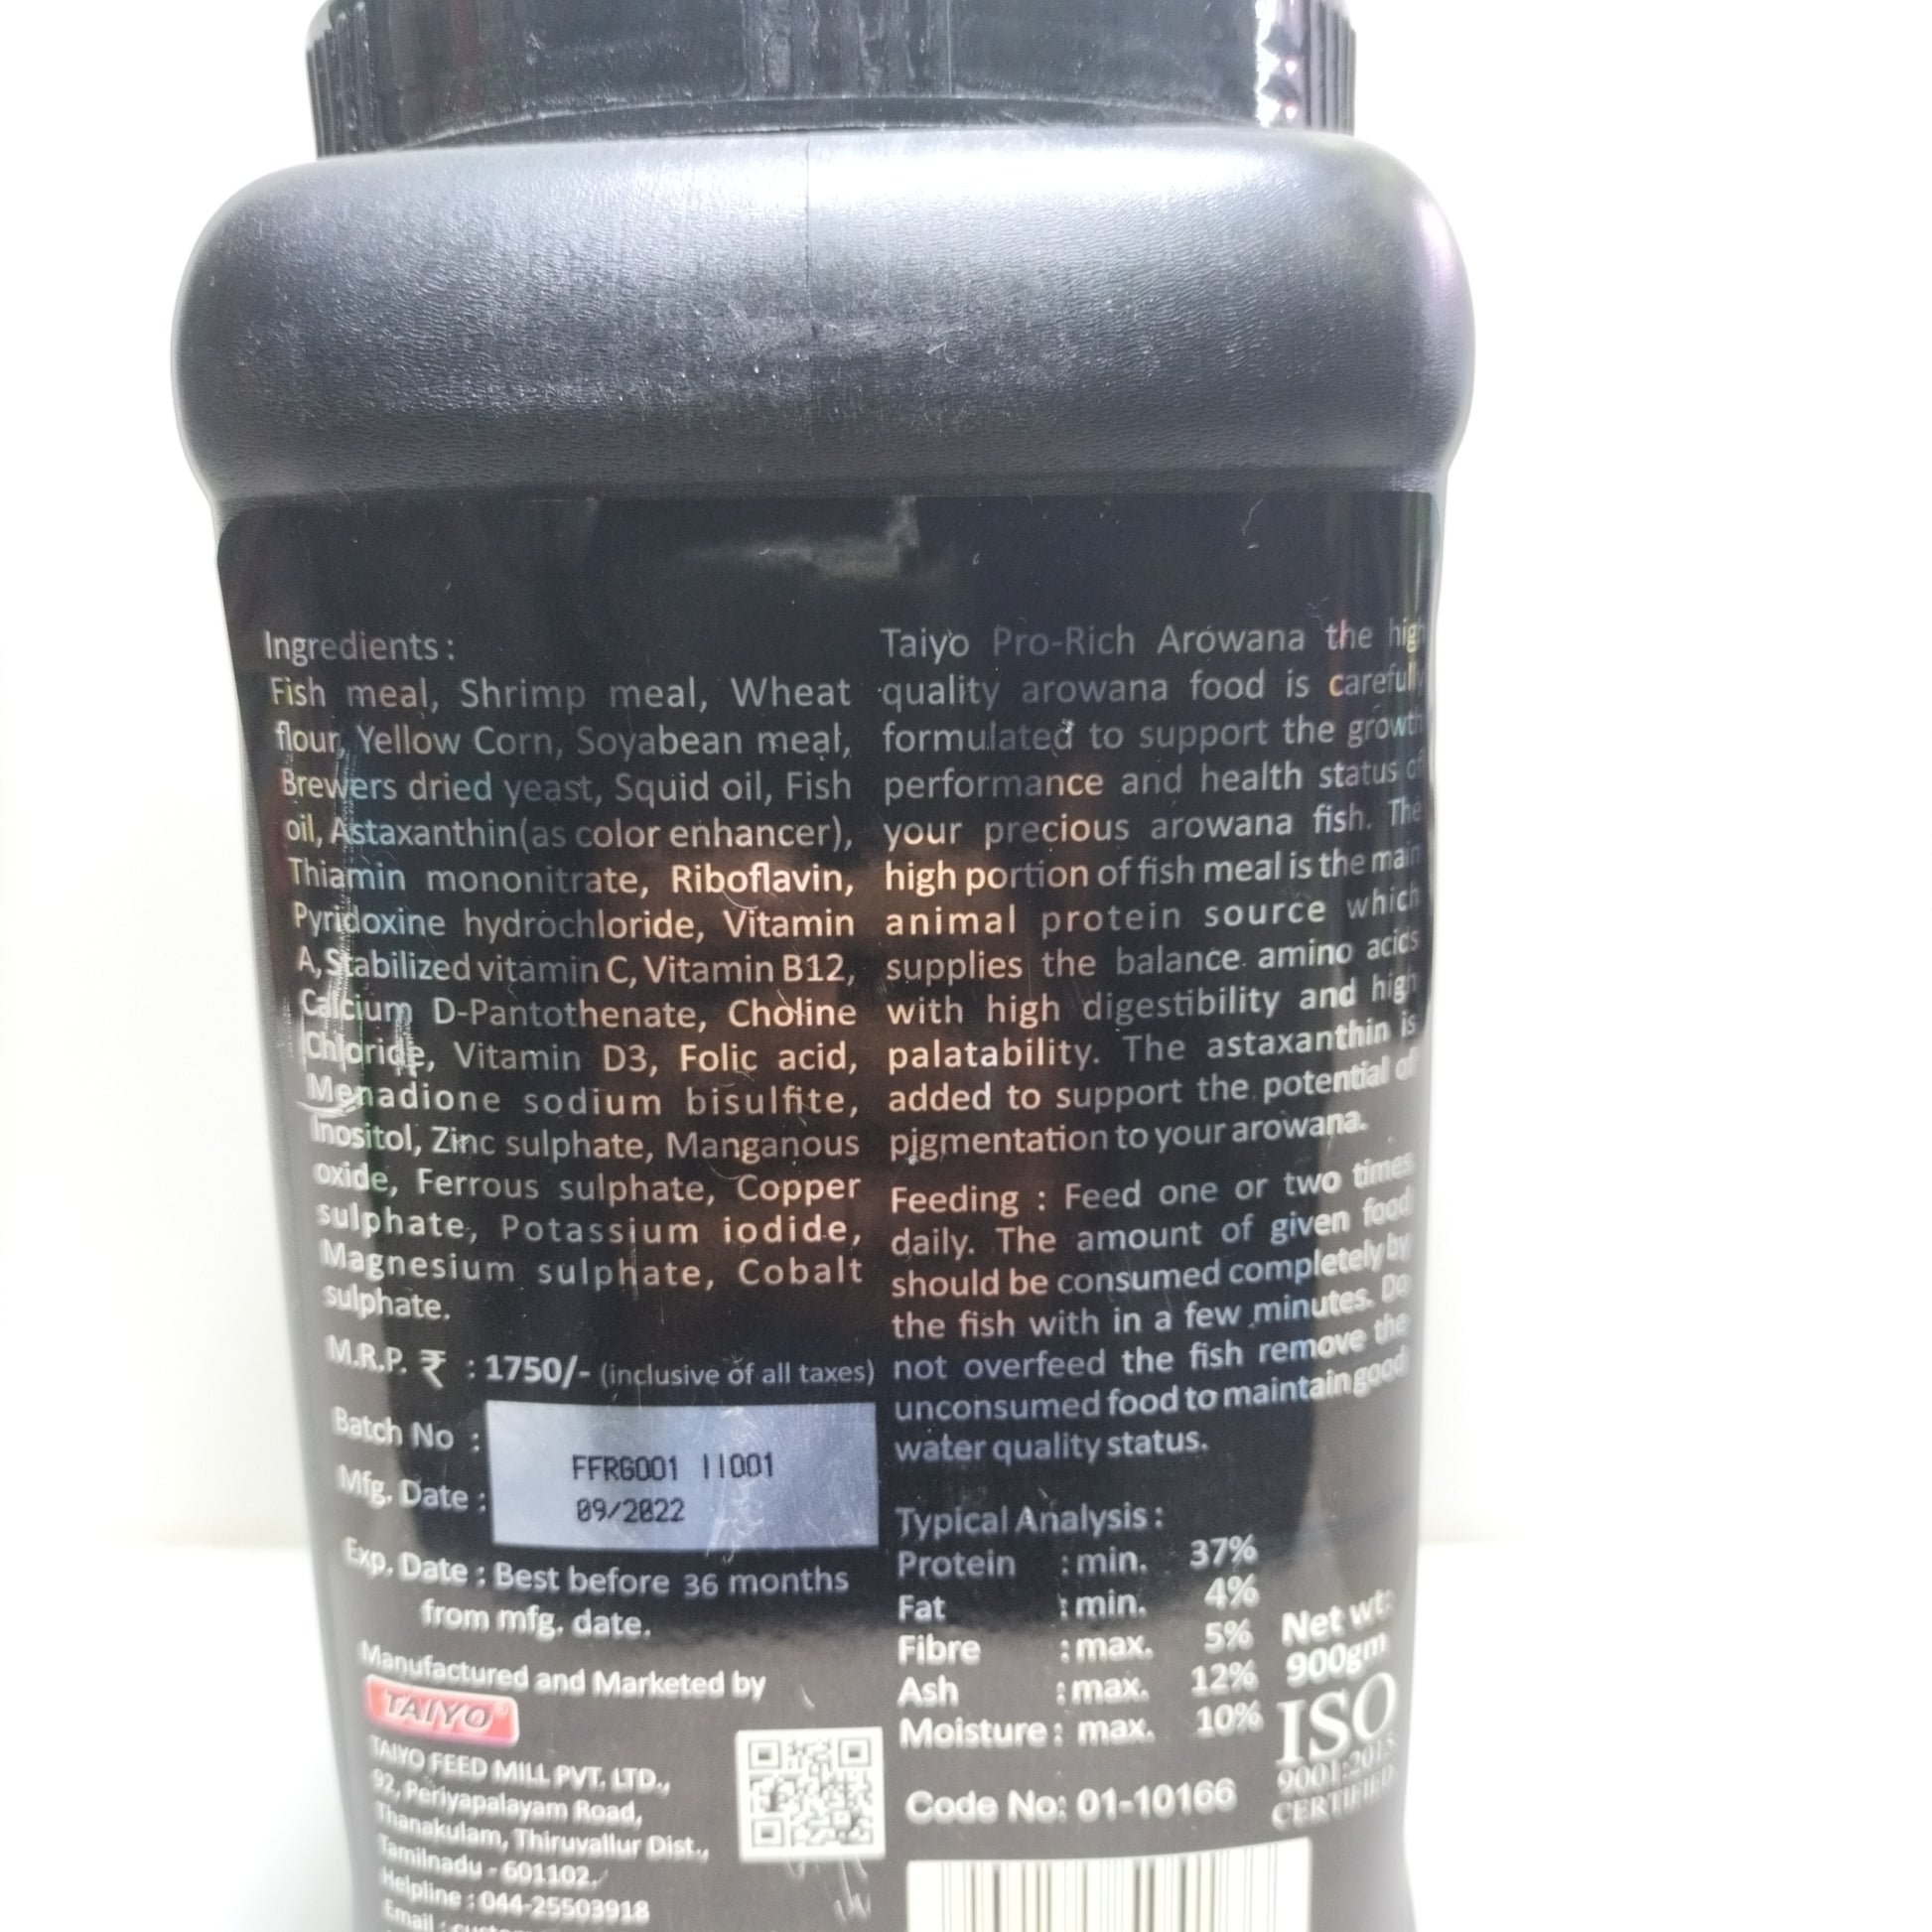 Ingredients :
Fish meal, Shrimp meal, Wheat
flour, Yellow Corn, Soyabean meal,
Brewers dried yeast, Squid oil, Fish
oil, Astaxanthin(as color enhancer),
Thiamin mononitrate, Riboflavin,
Pyridoxine hydrochloride, Vitamin
A, Stabilized vitamin C, Vitamin B12,
Calcium D-Pantothenate, Choline
Chloride, Vitamin D3, Folic acid,
Menadione sodium bisulfite,
Inositol, Zinc sulphate, Manganous
oxide, Ferrous sulphate, Copper
sulphate, Potassium iodide,
Magnesium sulphate, Cobalt
sulphate.
M.R.P. ₹ : 1750/- (inclusive of all taxes)
Batch No : FFRG001 11001
Mfg. Date : 09/2022
Exp. Date : Best before 36 months
from mfg. date.
Manufactured and Marketed by
TAIYO®
TAIYO FEED MILL PVT. LTD.,
92, Periyapalayam Road,
Thanakulam, Thiruvallur Dist.,
Tamilnadu - 601102.
Helpline : 044-25503918
Email :
Taiyo Pro-Rich Arowana the high
quality arowana food is carefully
formulated to support the growth
performance and health status of
your precious arowana fish. The
high portion of fish meal is the main
animal protein source which
supplies the balance amino acids
with high digestibility and high
palatability. The astaxanthin is
added to support the potential of
pigmentation to your arowana.
Feeding : Feed one or two times
daily. The amount of given food
should be consumed completely by
the fish with in a few minutes. Do
not overfeed the fish remove the
unconsumed food to maintain good
water quality status.
Typical Analysis :
Protein : min. 37%
Fat : min. 4%
Fibre : max. 5%
Ash : max. 12%
Moisture : max. 10%
Net wt:
900gm
ISO
9001:2015
CERTIFIED
Code No: 01-10166